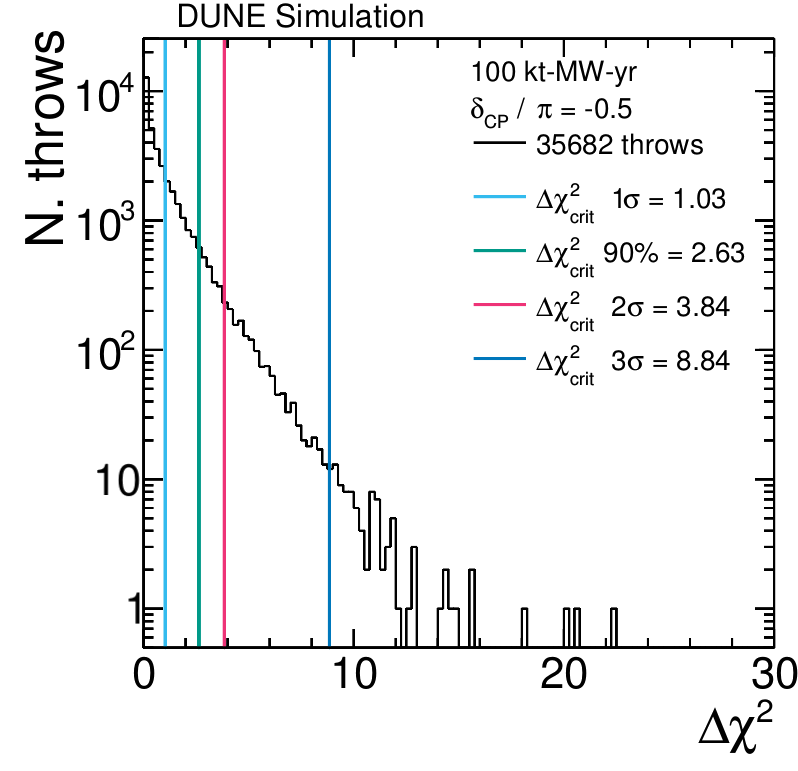 DUNE Simulation
N. throws
10⁴
10³
10²
10
1
100 kt-MW-yr
δCP / π = -0.5
35682 throws
Δχ²crit 1σ = 1.03
Δχ²crit 90% = 2.63
Δχ²crit 2σ = 3.84
Δχ²crit 3σ = 8.84
0 10 20 30
Δχ²